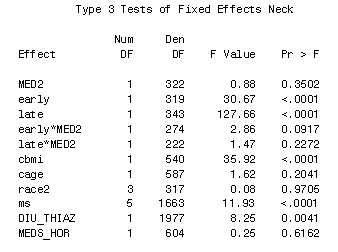 Type 3 Tests of Fixed Effects Neck
Num Den
Effect DF DF F Value Pr > F
MED2 1 322 0.88 0.3502
early 1 319 30.67 <.0001
late 1 343 127.66 <.0001
early*MED2 1 274 2.86 0.0917
late*MED2 1 222 1.47 0.2272
cbmi 1 540 35.92 <.0001
cage 1 587 1.62 0.2041
race2 3 317 0.08 0.9705
ms 5 1663 11.93 <.0001
DIU_THIAZ 1 1977 8.25 0.0041
MEDS_HOR 1 604 0.25 0.6162